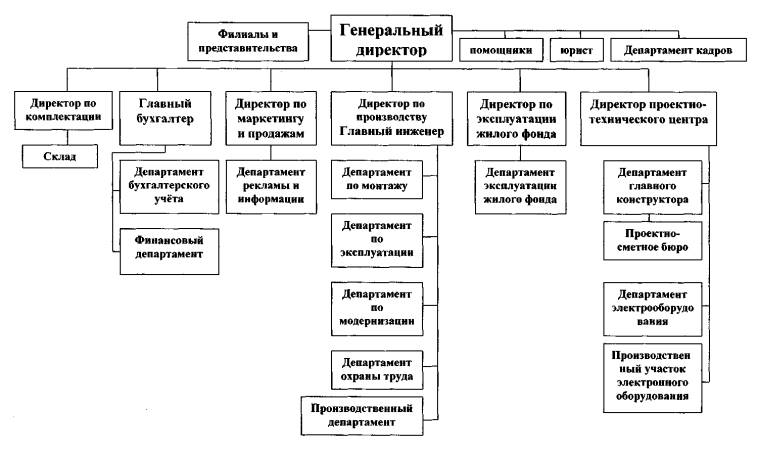 Филиалы и
представительства
Генеральный
директор
помощники
юрист
Департамент кадров
Директор по
комплектации
Главный
бухгалтер
Директор по
маркетингу
и продажам
Директор по
производству
Главный инженер
Директор по
эксплуатации
жилого фонда
Директор проектно-
технического центра
Склад
Департамент
бухгалтерского
учёта
Департамент
рекламы и
информации
Департамент
по монтажу
Департамент
эксплуатации
жилого фонда
Департамент
главного
конструктора
Финансовый
департамент
Департамент
по
эксплуатации
Проектно-
сметное бюро
Департамент
по
модернизации
Департамент
электрооборудо
вания
Департамент
охраны труда
Производствен
ный участок
электронного
оборудования
Производственный
департамент